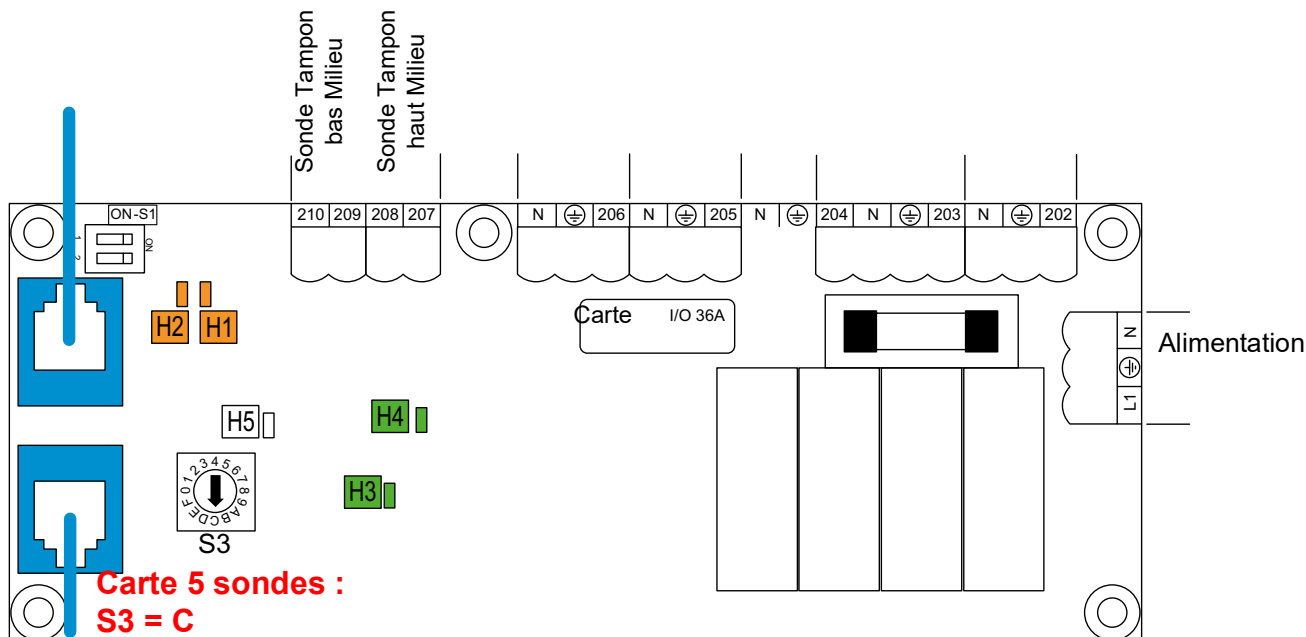 Sonde Tampon
bas Milieu
Sonde Tampon
haut Milieu
ON-S1
210 209 208 207
N 206 N 205 N 204 N 203 N 202
1 2
ON
H2 H1
Carte I/O 36A
N
L1
Alimentation
H5
H4
H3
0123456789ABCDEF
S3
Carte 5 sondes :
S3 = C